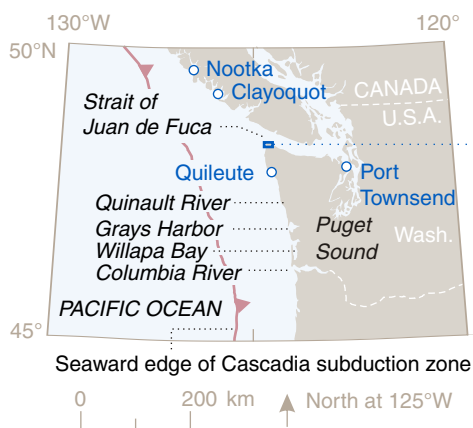 130°W
120°
50°N
Nootka
Clayoquot
CANADA
U.S.A.
Strait of
Juan de Fuca
Quileute
Port
Townsend
Quinault River
Grays Harbor
Willapa Bay
Columbia River
Puget
Sound
Wash.
PACIFIC OCEAN
45°
Seaward edge of Cascadia subduction zone
0
200 km
North at 125°W